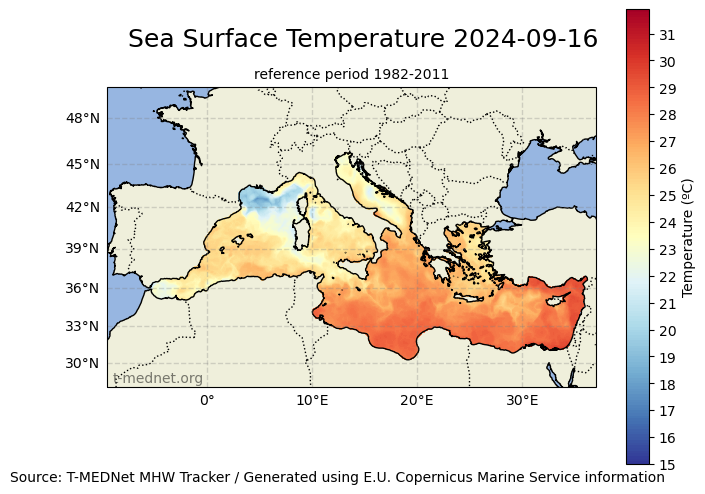 Sea Surface Temperature 2024-09-16
reference period 1982-2011
48°N
45°N
42°N
39°N
36°N
33°N
30°N
0°
10°E
20°E
30°E
t-mednet.org
31
30
29
28
27
26
25
24
23
22
21
20
19
18
17
16
15
Temperature (ºC)
Source: T-MEDNet MHW Tracker / Generated using E.U. Copernicus Marine Service information